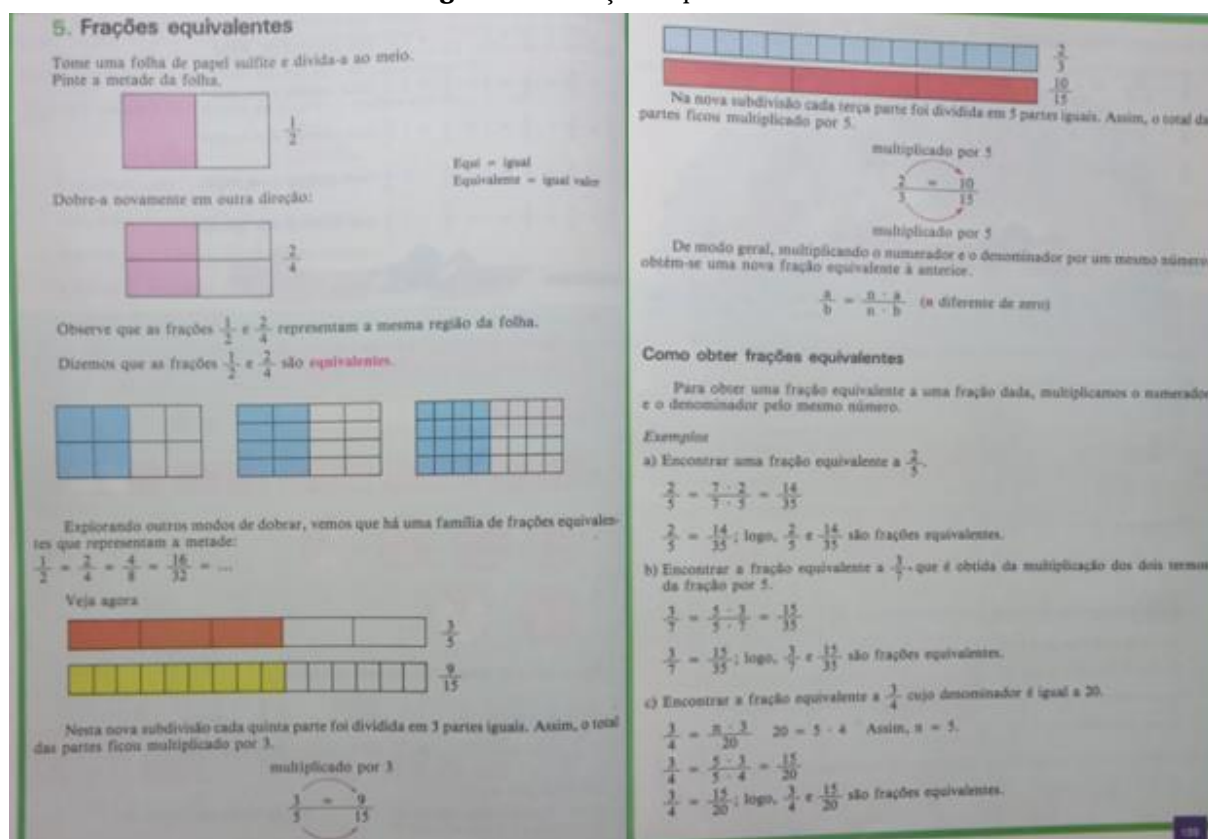 5. Frações equivalentes
Tome uma folha de papel sulfite e divida-a ao meio.
Pinte a metade da folha.
1/2
Equi = igual
Equivalente = igual valor
Dobre-a novamente em outra direção:
2/4
Observe que as frações 1/2 e 2/4 representam a mesma região da folha.
Dizemos que as frações 1/2 e 2/4 são equivalentes.
Explorando outros modos de dobrar, vemos que há uma família de frações equivalen-
tes que representam a metade:
1/2 = 2/4 = 4/8 = 16/32 = ...
Veja agora
3/5
9/15
Nesta nova subdivisão cada quinta parte foi dividida em 3 partes iguais. Assim, o total
das partes ficou multiplicado por 3.
multiplicado por 3
3/5 = 9/15
2/3
10/15
Na nova subdivisão cada terça parte foi dividida em 5 partes iguais. Assim, o total da
partes ficou multiplicado por 5.
multiplicado por 5
2/3 = 10/15
multiplicado por 5
De modo geral, multiplicando o numerador e o denominador por um mesmo número
obtém-se uma nova fração equivalente à anterior.
a/b = n · a/n · b (n diferente de zero)
Como obter frações equivalentes
Para obter uma fração equivalente a uma fração dada, multiplicamos o numerador
e o denominador pelo mesmo número.
Exemplos
a) Encontrar uma fração equivalente a 2/5.
2/5 = 7 · 2/7 · 5 = 14/35
2/5 = 14/35; logo, 2/5 e 14/35 são frações equivalentes.
b) Encontrar a fração equivalente a 3/7 que é obtida da multiplicação dos dois termos
da fração por 5.
3/7 = 5 · 3/5 · 7 = 15/35
3/7 = 15/35; logo, 3/7 e 15/35 são frações equivalentes.
c) Encontrar a fração equivalente a 3/4 cujo denominador é igual a 20.
3/4 = n · 3/20 20 = 5 · 4 Assim, n = 5.
3/4 = 5 · 3/5 · 4 = 15/20
3/4 = 15/20; logo, 3/4 e 15/20 são frações equivalentes.